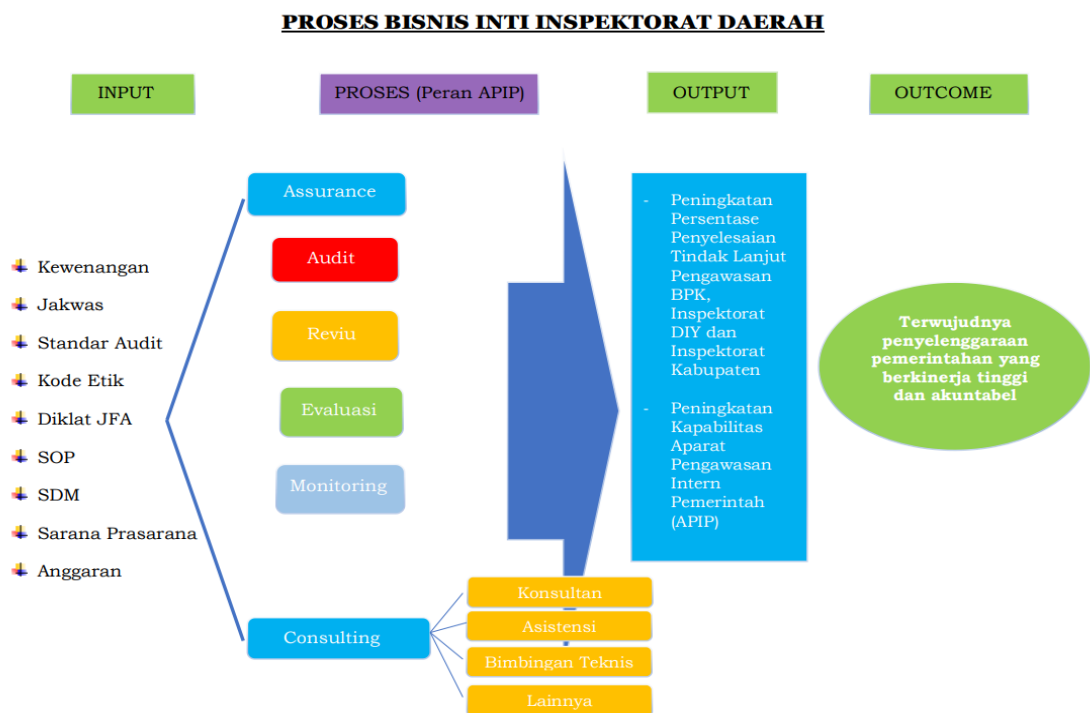 PROSES BISNIS INTI INSPEKTORAT DAERAH
INPUT
PROSES (Peran APIP)
OUTPUT
OUTCOME
Kewenangan
Jakwas
Standar Audit
Kode Etik
Diklat JFA
SOP
SDM
Sarana Prasarana
Anggaran
Assurance
Audit
Reviu
Evaluasi
Monitoring
Consulting
Konsultan
Asistensi
Bimbingan Teknis
Lainnya
- Peningkatan
Persentase
Penyelesaian
Tindak Lanjut
Pengawasan
BPK,
Inspektorat
DIY dan
Inspektorat
Kabupaten
- Peningkatan
Kapabilitas
Aparat
Pengawasan
Intern
Pemerintah
(APIP)
Terwujudnya
penyelenggaraan
pemerintahan yang
berkinerja tinggi
dan akuntabel